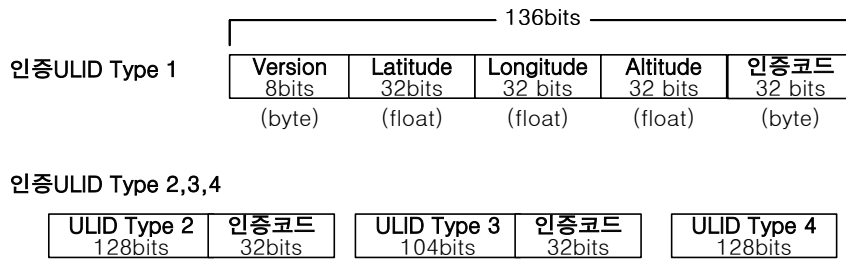 136bits
인증ULID Type 1
Version Latitude Longitude Altitude 인증코드
8bits 32bits 32 bits 32 bits 32 bits
(byte) (float) (float) (float) (byte)
인증ULID Type 2,3,4
ULID Type 2 인증코드 ULID Type 3 인증코드 ULID Type 4
128bits 32bits 104bits 32bits 128bits